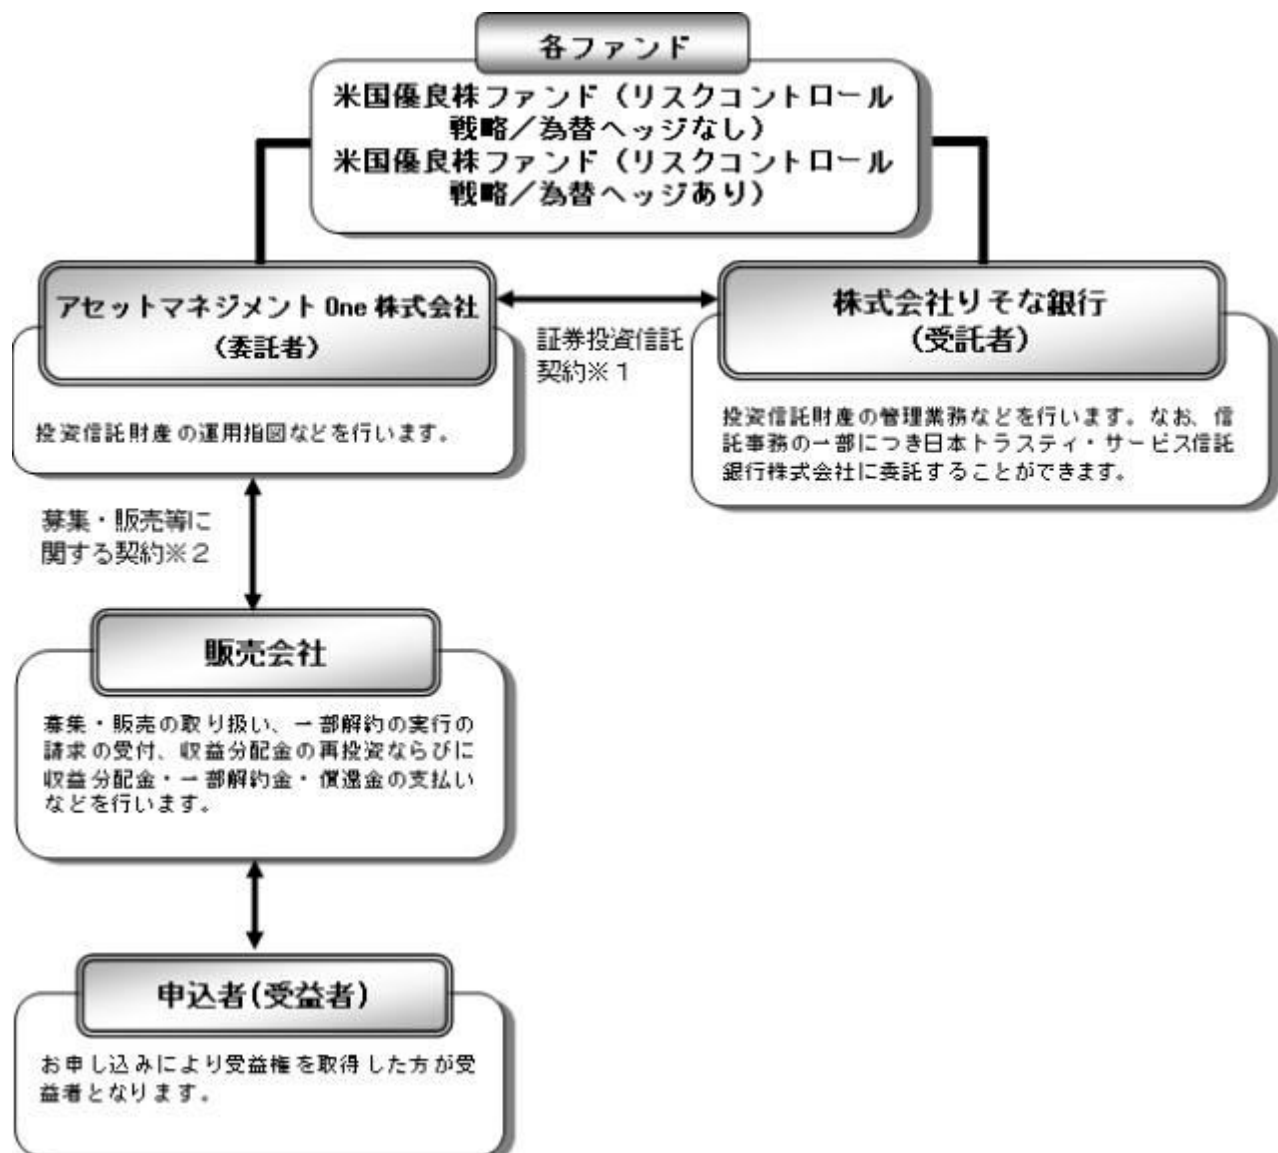 各ファンド
米国優良株ファンド（リスクコントロール
戦略／為替ヘッジなし）
米国優良株ファンド（リスクコントロール
戦略／為替ヘッジあり）
アセットマネジメント One 株式会社
（委託者）
投資信託財産の運用指図などを行います。
証券投資信託
契約※１
株式会社りそな銀行
（受託者）
投資信託財産の管理業務などを行います。なお、信
託事務の一部につき日本トラスティ・サービス信託
銀行株式会社に委託することができます。
募集・販売等に
関する契約※２
販売会社
募集・販売の取り扱い、一部解約の実行の
請求の受付、収益分配金の再投資ならびに
収益分配金・一部解約金・償還金の支払い
などを行います。
申込者(受益者)
お申し込みにより受益権を取得した方が受
益者となります。